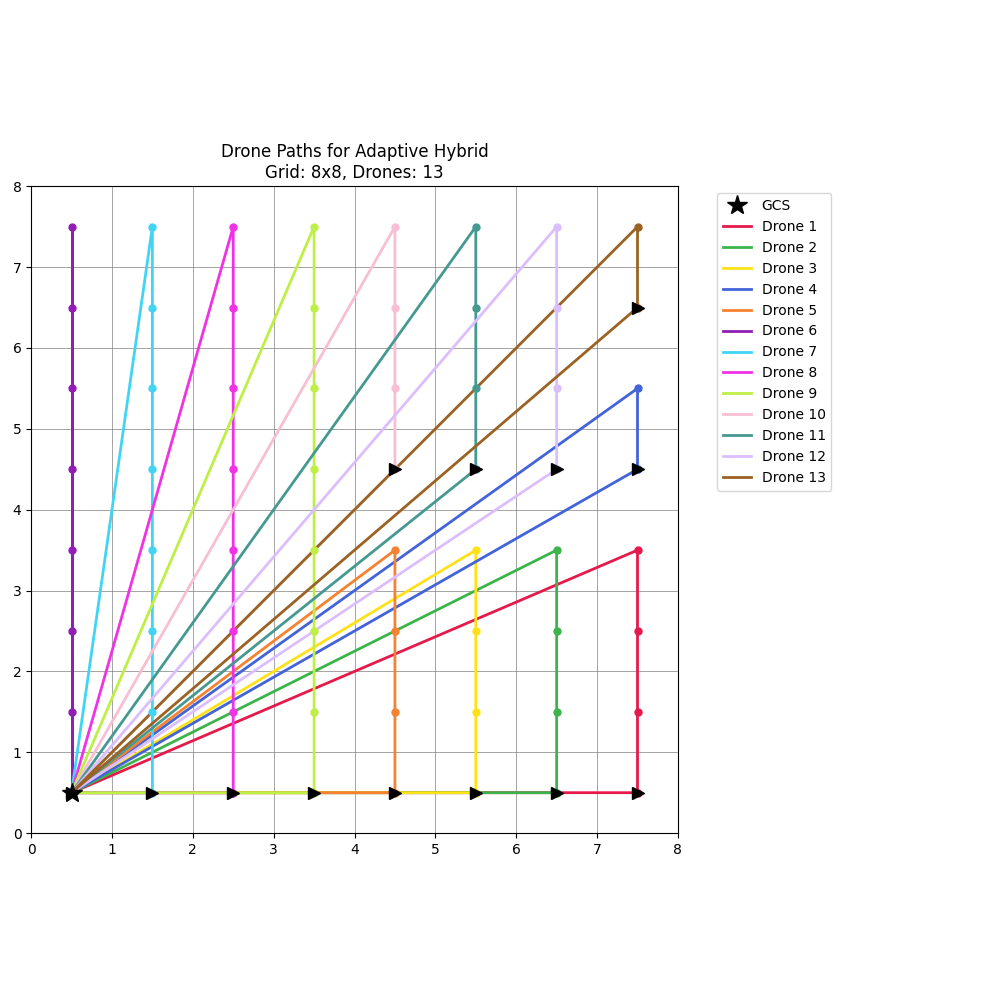 Drone Paths for Adaptive Hybrid
Grid: 8x8, Drones: 13
8
7
6
5
4
3
2
1
0
0 1 2 3 4 5 6 7 8
GCS
Drone 1
Drone 2
Drone 3
Drone 4
Drone 5
Drone 6
Drone 7
Drone 8
Drone 9
Drone 10
Drone 11
Drone 12
Drone 13